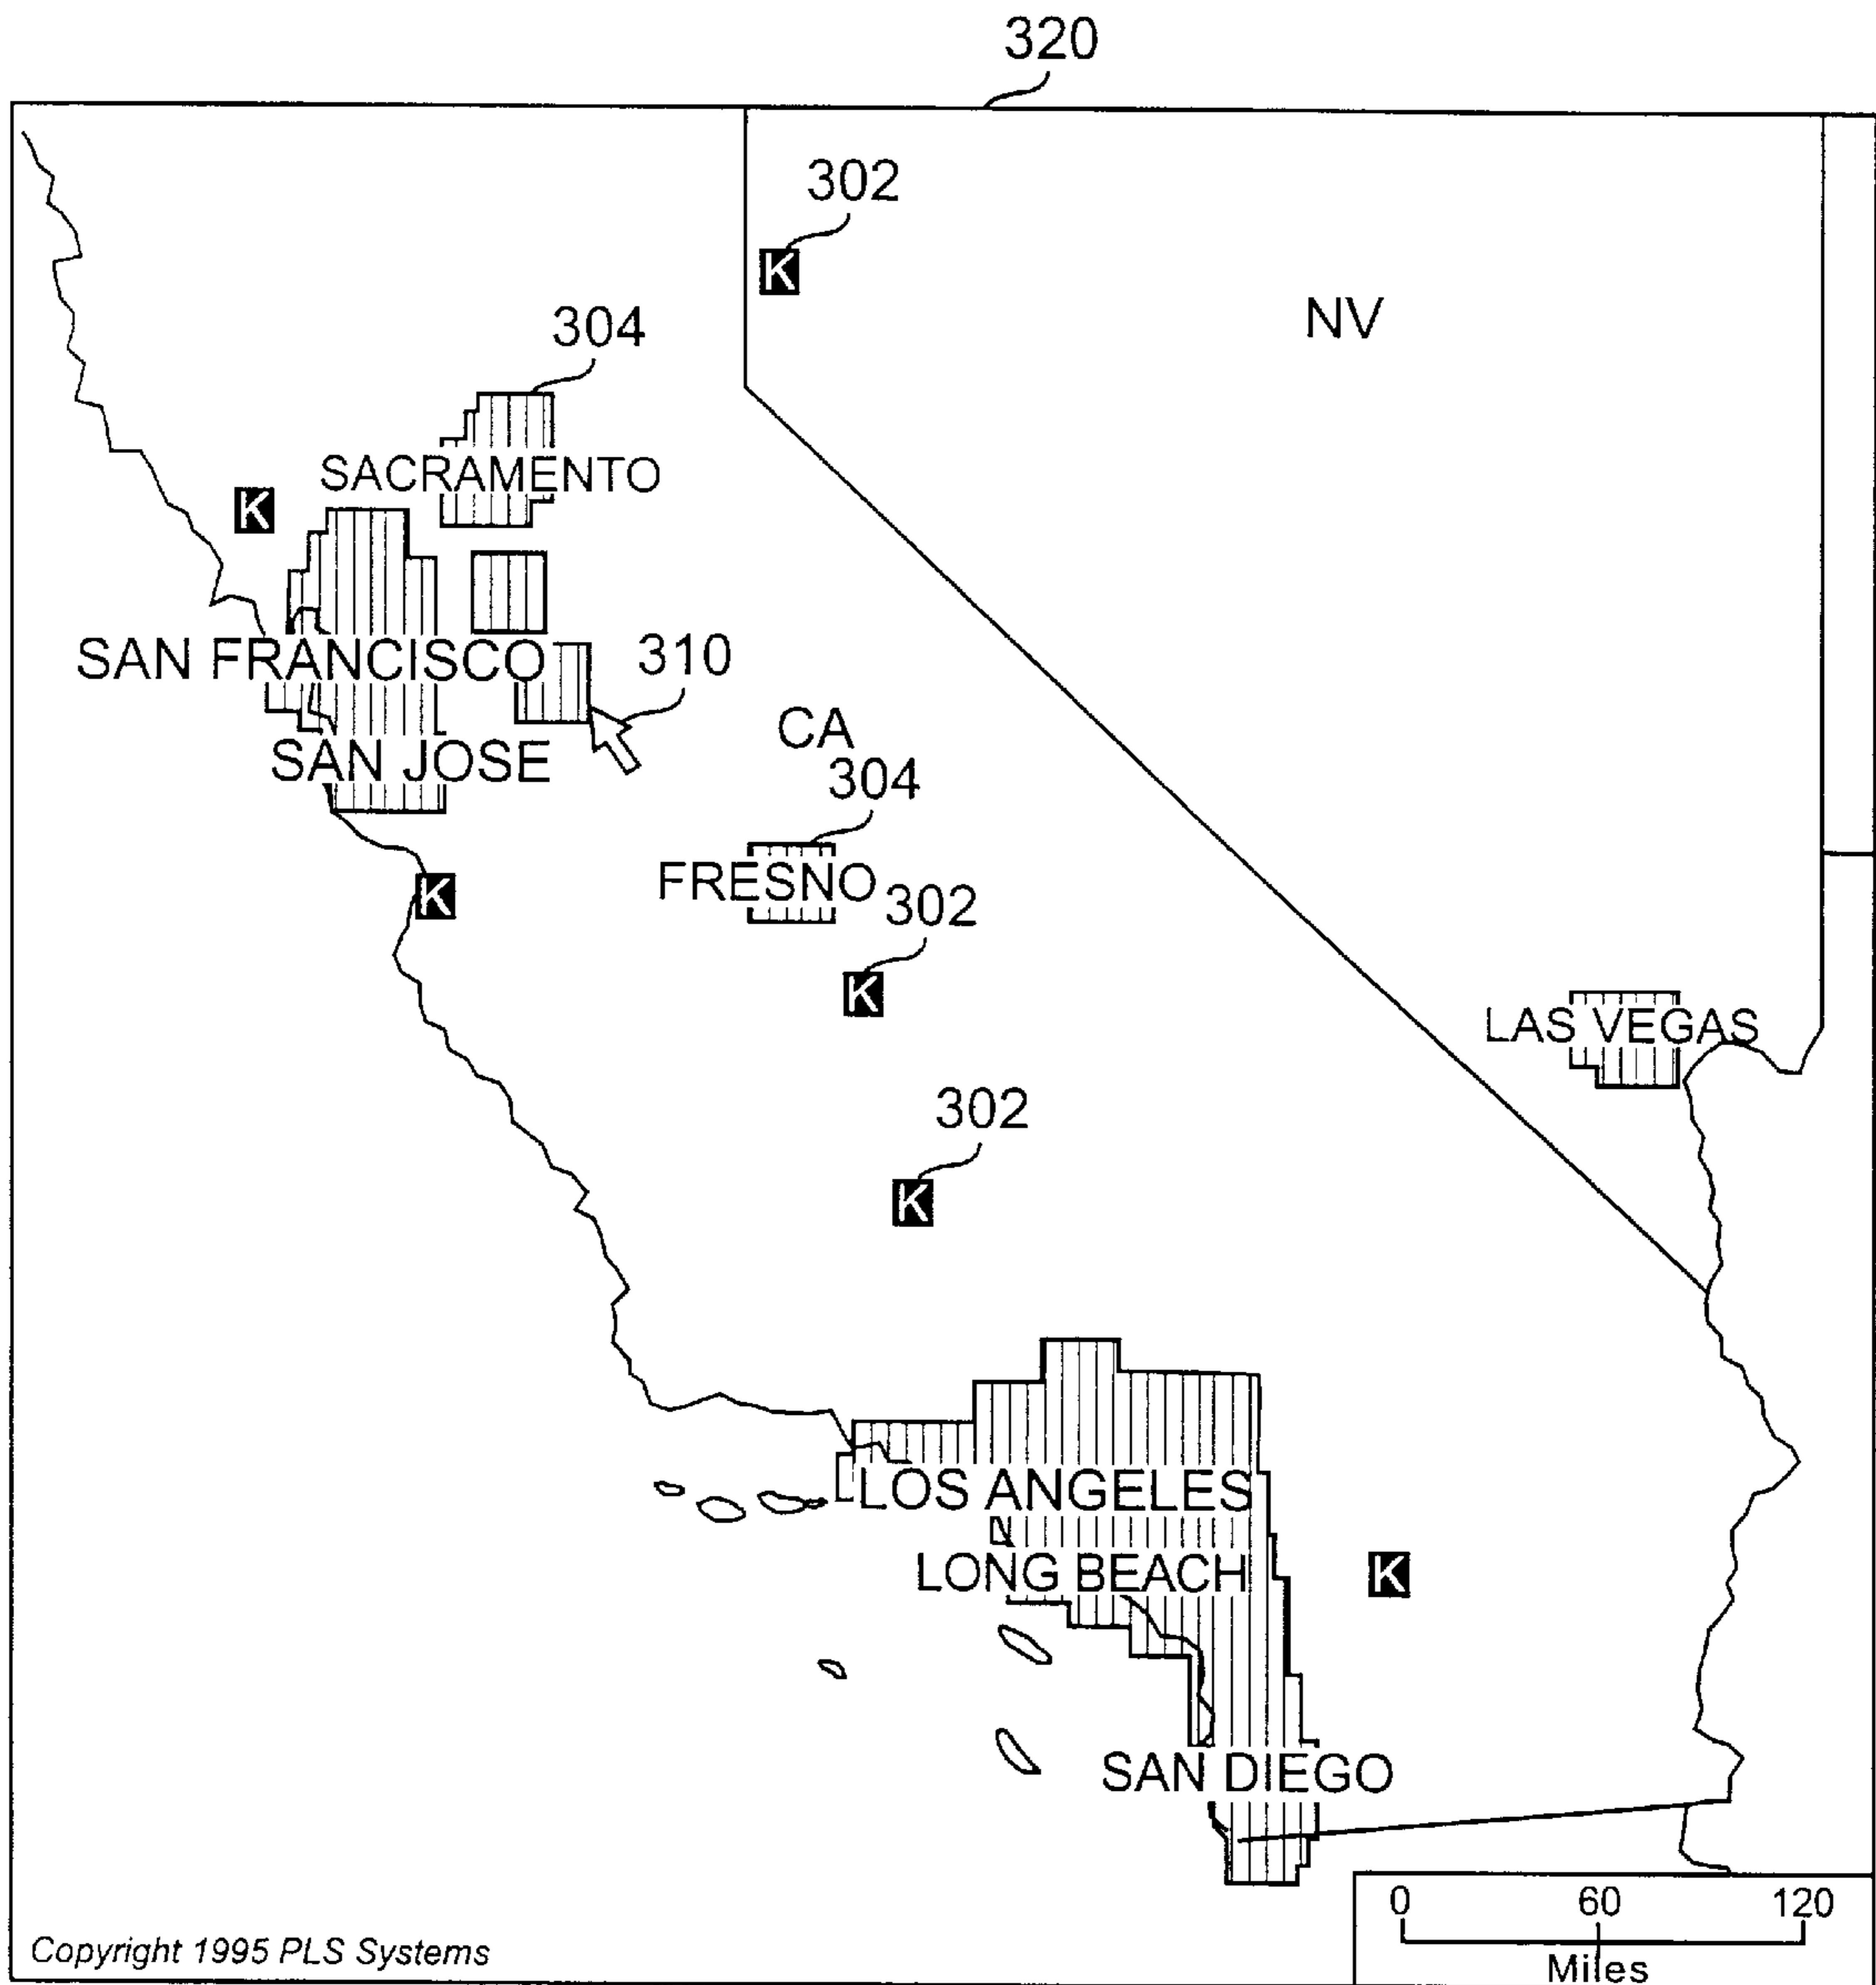 320
302
K
NV
304
SACRAMENTO
K
SAN FRANCISCO
310
CA
SAN JOSE
304
FRESNO
K
302
K
LAS VEGAS
302
K
LOS ANGELES
LONG BEACH
K
SAN DIEGO
0 60 120
Miles
Copyright 1995 PLS Systems